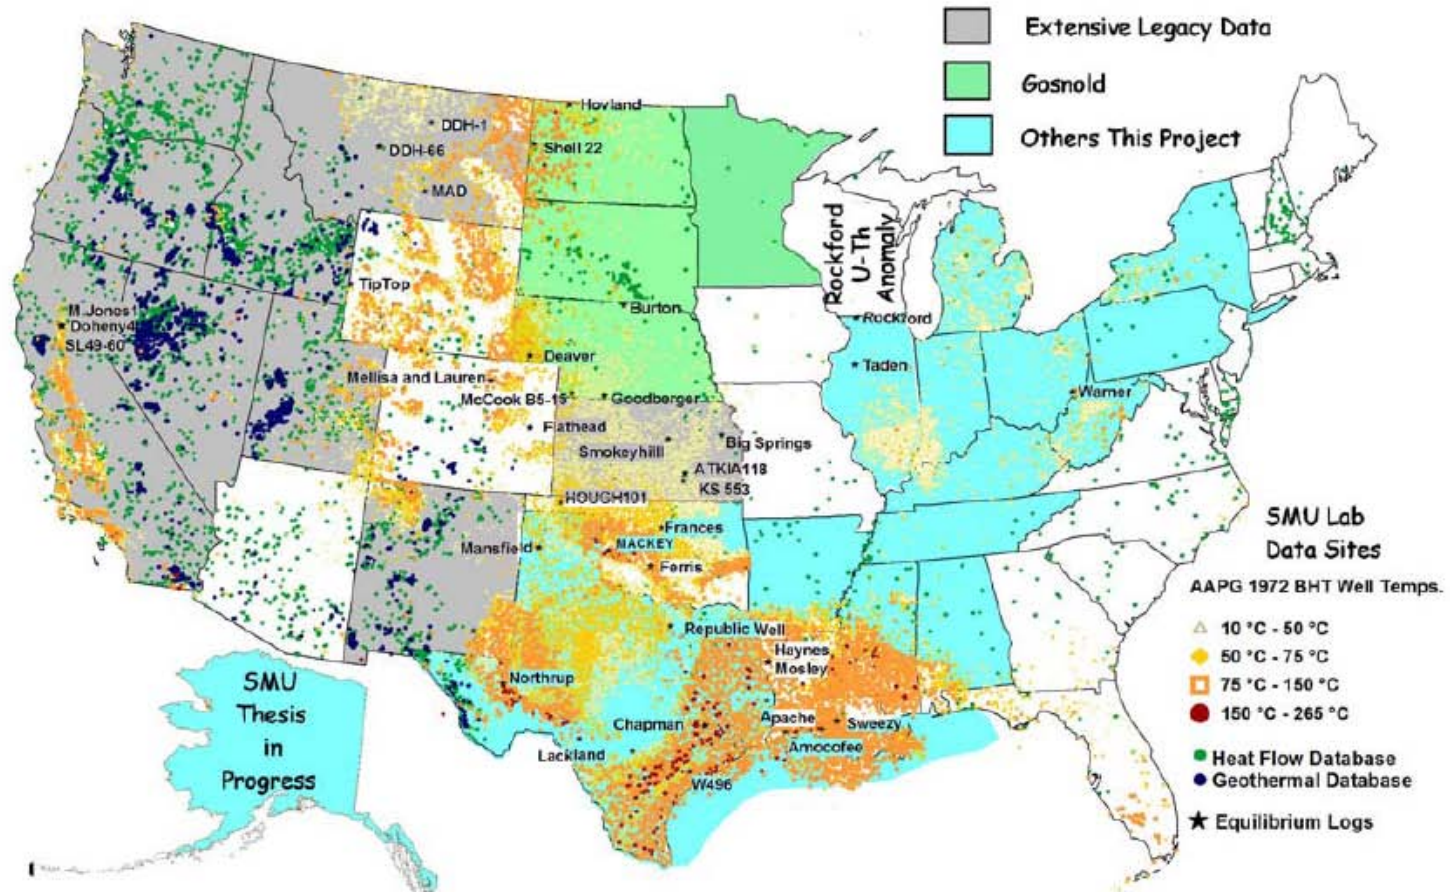 Extensive Legacy Data
Gosnold
Others This Project
Hovland
DDH-1
DDH-66
Shell 22
MAD
Rockford
U-Th
Anomaly
TipTop
M.Jones1
Doheny4
SL49-60
Burton
Rockford
Deaver
Taden
Mellisa and Lauren
McCook B5-15
Goodberger
Warner
Flathead
Smokeyhilll
Big Springs
ATKIA118
KS 553
HOUGH101
Frances
MACKEY
Mansfield
Ferris
SMU Lab
Data Sites
AAPG 1972 BHT Well Temps.
10 °C - 50 °C
50 °C - 75 °C
75 °C - 150 °C
150 °C - 265 °C
Heat Flow Database
Geothermal Database
Equilibrium Logs
Republic Well
Haynes
Mosley
Northrup
SMU
Thesis
in
Progress
Chapman
Apache
Sweezy
Amocofee
Lackland
W496